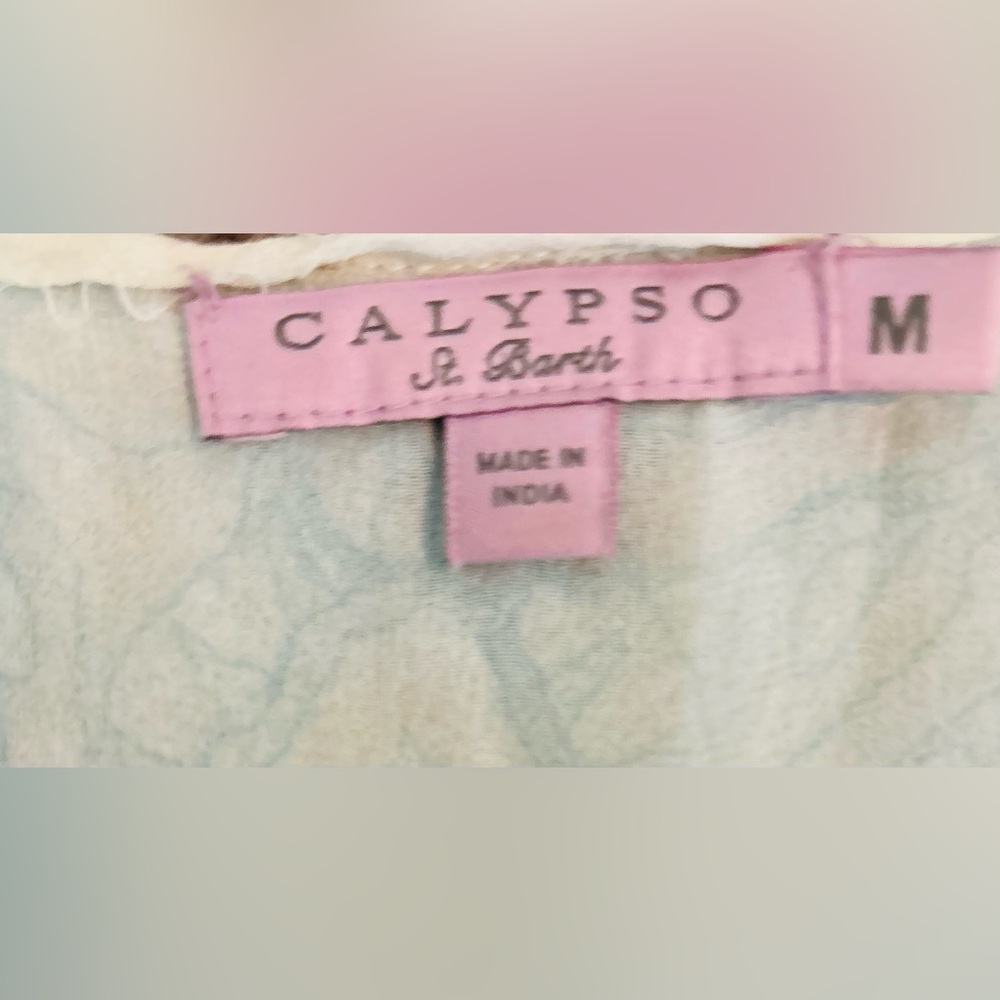 CALYPSO
St. Barth
M
MADE IN
INDIA